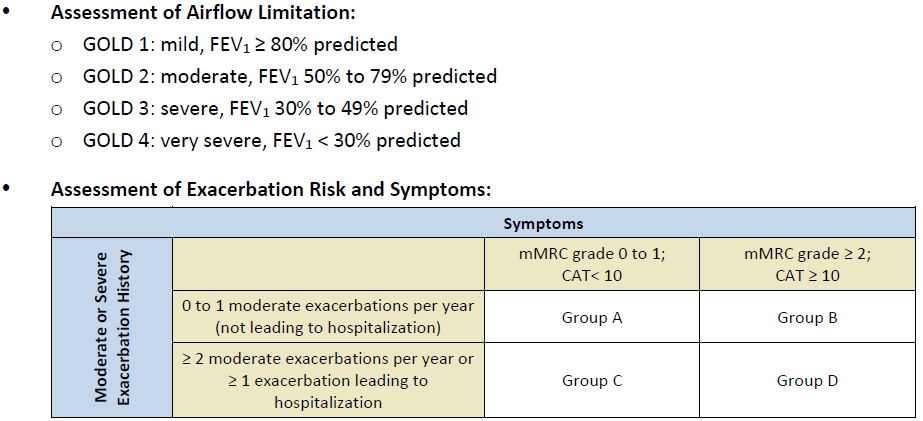 • Assessment of Airflow Limitation:
o GOLD 1: mild, FEV₁ ≥ 80% predicted
o GOLD 2: moderate, FEV₁ 50% to 79% predicted
o GOLD 3: severe, FEV₁ 30% to 49% predicted
o GOLD 4: very severe, FEV₁ < 30% predicted
• Assessment of Exacerbation Risk and Symptoms:
Symptoms
Moderate or Severe
Exacerbation History
mMRC grade 0 to 1;
CAT< 10
mMRC grade ≥ 2;
CAT ≥ 10
0 to 1 moderate exacerbations per year
(not leading to hospitalization)
Group A
Group B
≥ 2 moderate exacerbations per year or
≥ 1 exacerbation leading to
hospitalization
Group C
Group D